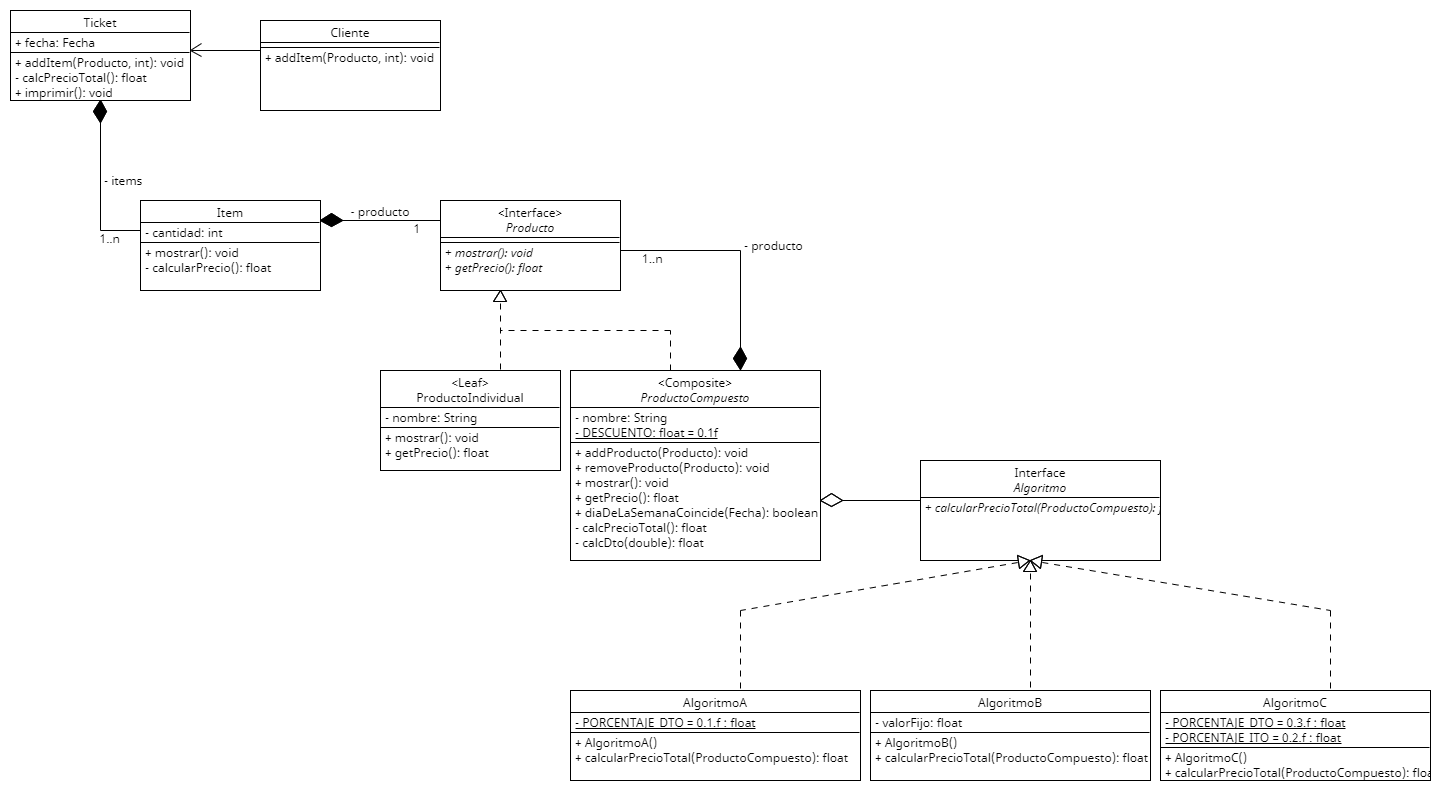 Ticket
+ fecha: Fecha
+ addItem(Producto, int): void
- calcPrecioTotal(): float
+ imprimir(): void
Cliente
+ addItem(Producto, int): void
- items
1..n
Item
- cantidad: int
+ mostrar(): void
- calcularPrecio(): float
- producto
1
<Interface>
Producto
+ mostrar(): void
+ getPrecio(): float
- producto
1..n
<Leaf>
ProductoIndividual
- nombre: String
+ mostrar(): void
+ getPrecio(): float
<Composite>
ProductoCompuesto
- nombre: String
- DESCUENTO: float = 0.1f
+ addProducto(Producto): void
+ removeProducto(Producto): void
+ mostrar(): void
+ getPrecio(): float
+ diaDeLaSemanaCoincide(Fecha): boolean
- calcPrecioTotal(): float
- calcDto(double): float
Interface
Algoritmo
+ calcularPrecioTotal(ProductoCompuesto):
AlgoritmoA
- PORCENTAJE_DTO = 0.1.f : float
+ AlgoritmoA()
+ calcularPrecioTotal(ProductoCompuesto): float
AlgoritmoB
- valorFijo: float
+ AlgoritmoB()
+ calcularPrecioTotal(ProductoCompuesto): float
AlgoritmoC
- PORCENTAJE_DTO = 0.3.f : float
- PORCENTAJE_ITO = 0.2.f : float
+ AlgoritmoC()
+ calcularPrecioTotal(ProductoCompuesto): floa